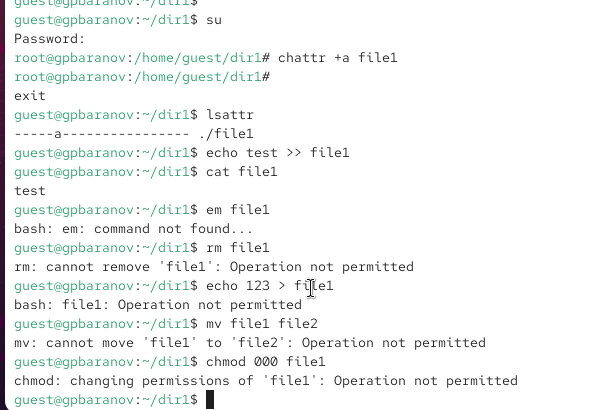 guest@gpbaranov:~/dir1$
guest@gpbaranov:~/dir1$ su
Password:
root@gpbaranov:/home/guest/dir1# chattr +a file1
root@gpbaranov:/home/guest/dir1#
exit
guest@gpbaranov:~/dir1$ lsattr
-----a---------------- ./file1
guest@gpbaranov:~/dir1$ echo test >> file1
guest@gpbaranov:~/dir1$ cat file1
test
guest@gpbaranov:~/dir1$ em file1
bash: em: command not found...
guest@gpbaranov:~/dir1$ rm file1
rm: cannot remove 'file1': Operation not permitted
guest@gpbaranov:~/dir1$ echo 123 > file1
bash: file1: Operation not permitted
guest@gpbaranov:~/dir1$ mv file1 file2
mv: cannot move 'file1' to 'file2': Operation not permitted
guest@gpbaranov:~/dir1$ chmod 000 file1
chmod: changing permissions of 'file1': Operation not permitted
guest@gpbaranov:~/dir1$